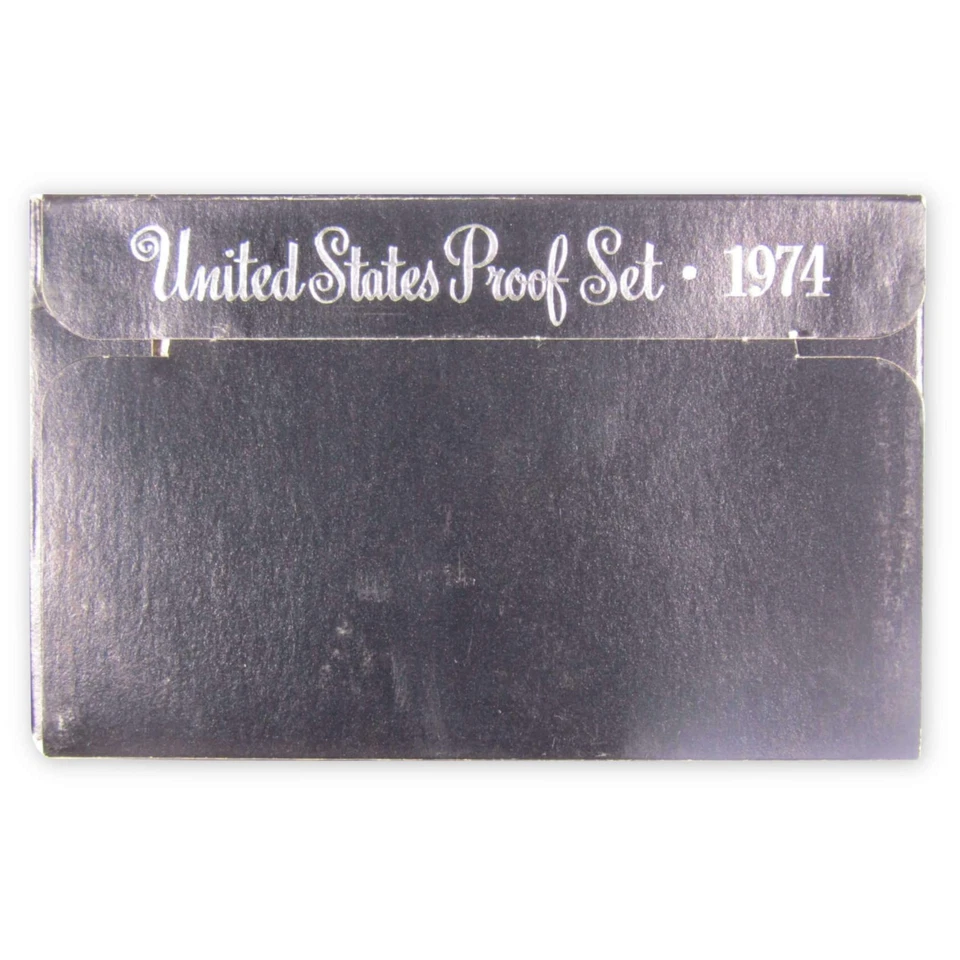 United States Proof Set • 1974